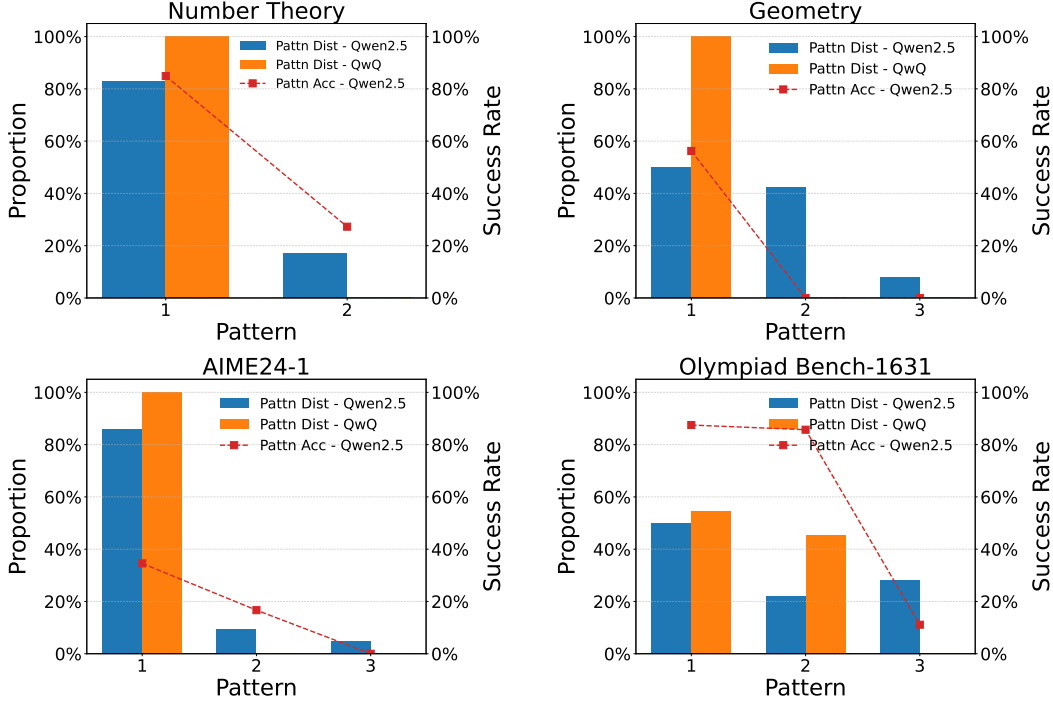 Number Theory
100%
80%
60%
40%
20%
0%
Proportion
Pattn Dist - Qwen2.5
Pattn Dist - QwQ
Pattn Acc - Qwen2.5
100%
80%
60%
40%
20%
0%
Success Rate
1
2
Pattern
Geometry
100%
80%
60%
40%
20%
0%
Proportion
Pattn Dist - Qwen2.5
Pattn Dist - QwQ
Pattn Acc - Qwen2.5
100%
80%
60%
40%
20%
0%
Success Rate
1
2
3
Pattern
AIME24-1
100%
80%
60%
40%
20%
0%
Proportion
Pattn Dist - Qwen2.5
Pattn Dist - QwQ
Pattn Acc - Qwen2.5
100%
80%
60%
40%
20%
0%
Success Rate
1
2
3
Pattern
Olympiad Bench-1631
100%
80%
60%
40%
20%
0%
Proportion
Pattn Dist - Qwen2.5
Pattn Dist - QwQ
Pattn Acc - Qwen2.5
100%
80%
60%
40%
20%
0%
Success Rate
1
2
3
Pattern